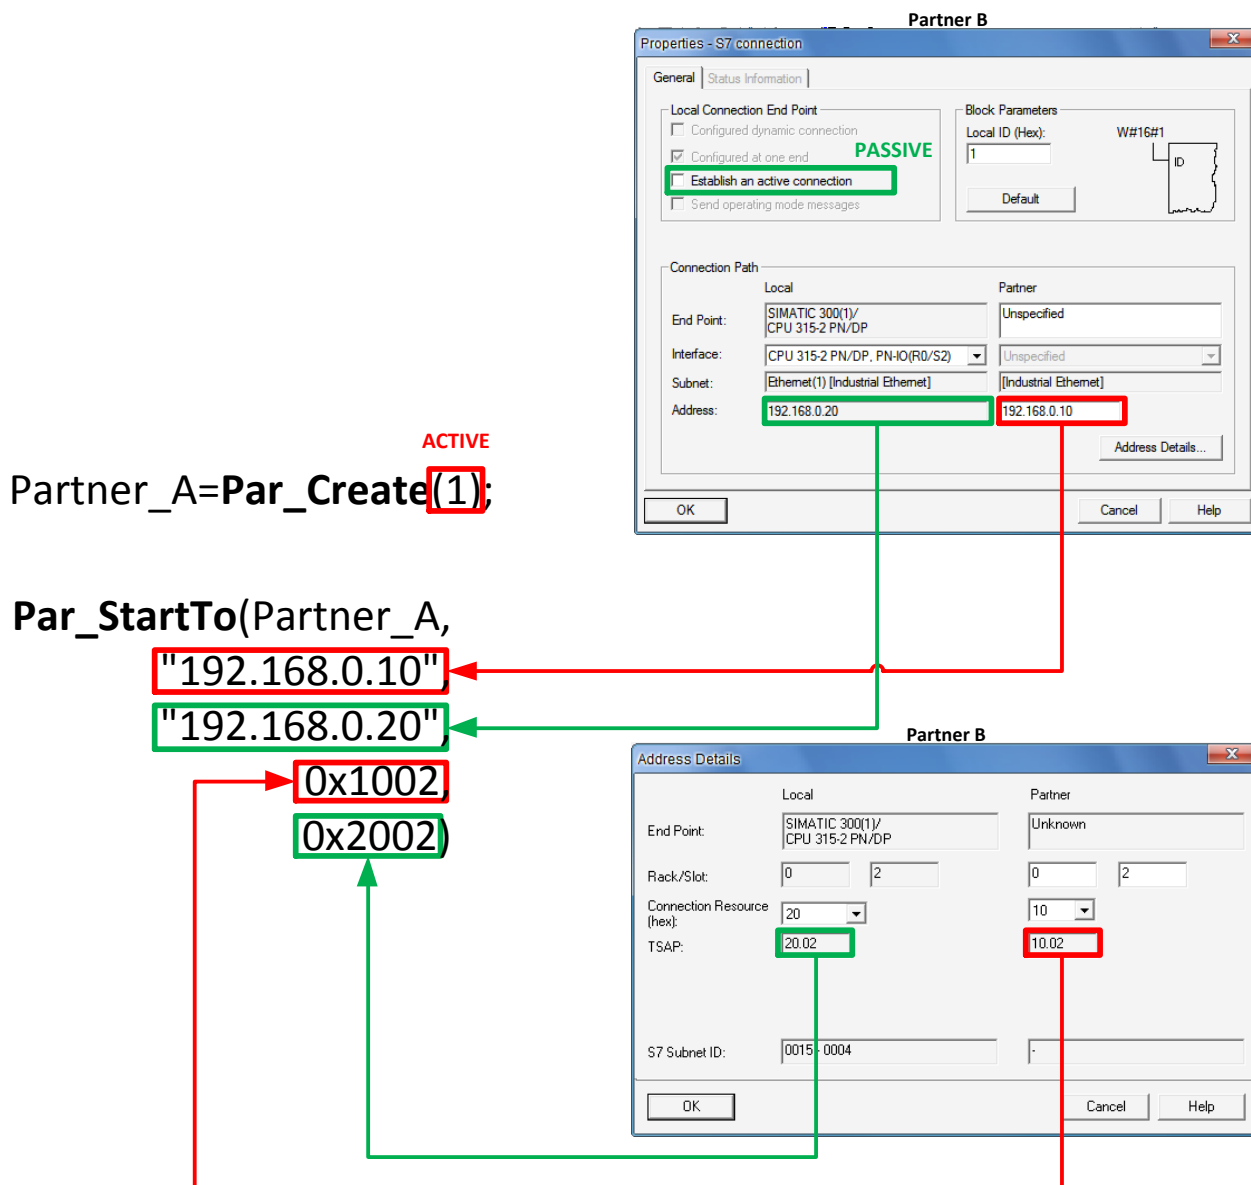 Partner B
Properties - S7 connection
General
Status Information
Local Connection End Point
Configured dynamic connection
Configured at one end
PASSIVE
Establish an active connection
Send operating mode messages
Block Parameters
Local ID (Hex):
W#16#1
1
ID
Default
Connection Path
Local
Partner
End Point:
SIMATIC 300(1)/
CPU 315-2 PN/DP
Unspecified
Interface:
CPU 315-2 PN/DP, PN-IO(R0/S2)
Unspecified
Subnet:
Ethernet(1) [Industrial Ethernet]
[Industrial Ethernet]
Address:
192.168.0.20
192.168.0.10
Address Details...
OK
Cancel
Help
ACTIVE
Partner_A=Par_Create(1);
Par_StartTo(Partner_A,
"192.168.0.10",
"192.168.0.20",
0x1002,
0x2002)
Partner B
Address Details
Local
Partner
End Point:
SIMATIC 300(1)/
CPU 315-2 PN/DP
Unknown
Rack/Slot:
0
2
0
2
Connection Resource
(hex):
20
10
TSAP:
20.02
10.02
S7 Subnet ID:
0015 - 0004
-
OK
Cancel
Help